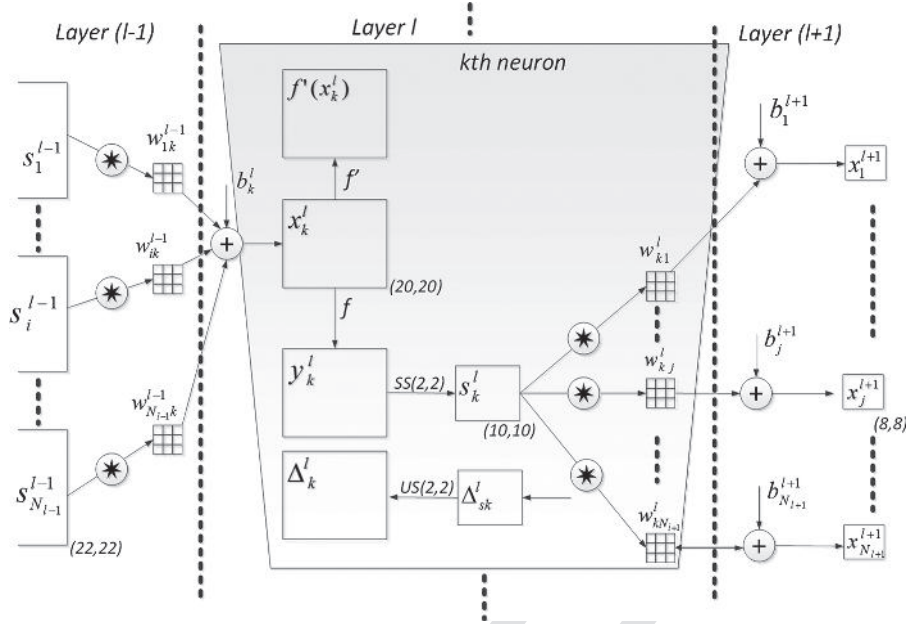 Layer (l-1)
Layer l
Layer (l+1)
kth neuron
s_1^{l-1}
w_{1k}^{l-1}
f'(x_k^l)
b_1^{l+1}
x_1^{l+1}
b_k^l
f'
x_k^l
(20,20)
w_{k1}^l
s_i^{l-1}
w_{ik}^{l-1}
f
y_k^l
SS(2,2)
s_k^l
(10,10)
w_{kj}^l
b_j^{l+1}
x_j^{l+1}
(8,8)
w_{N_{l-1}k}^{l-1}
s_{N_{l-1}}^{l-1}
(22,22)
Δ_k^l
US(2,2)
Δ_{sk}^l
w_{kN_{l+1}}^l
b_{N_{l+1}}^{l+1}
x_{N_{l+1}}^{l+1}